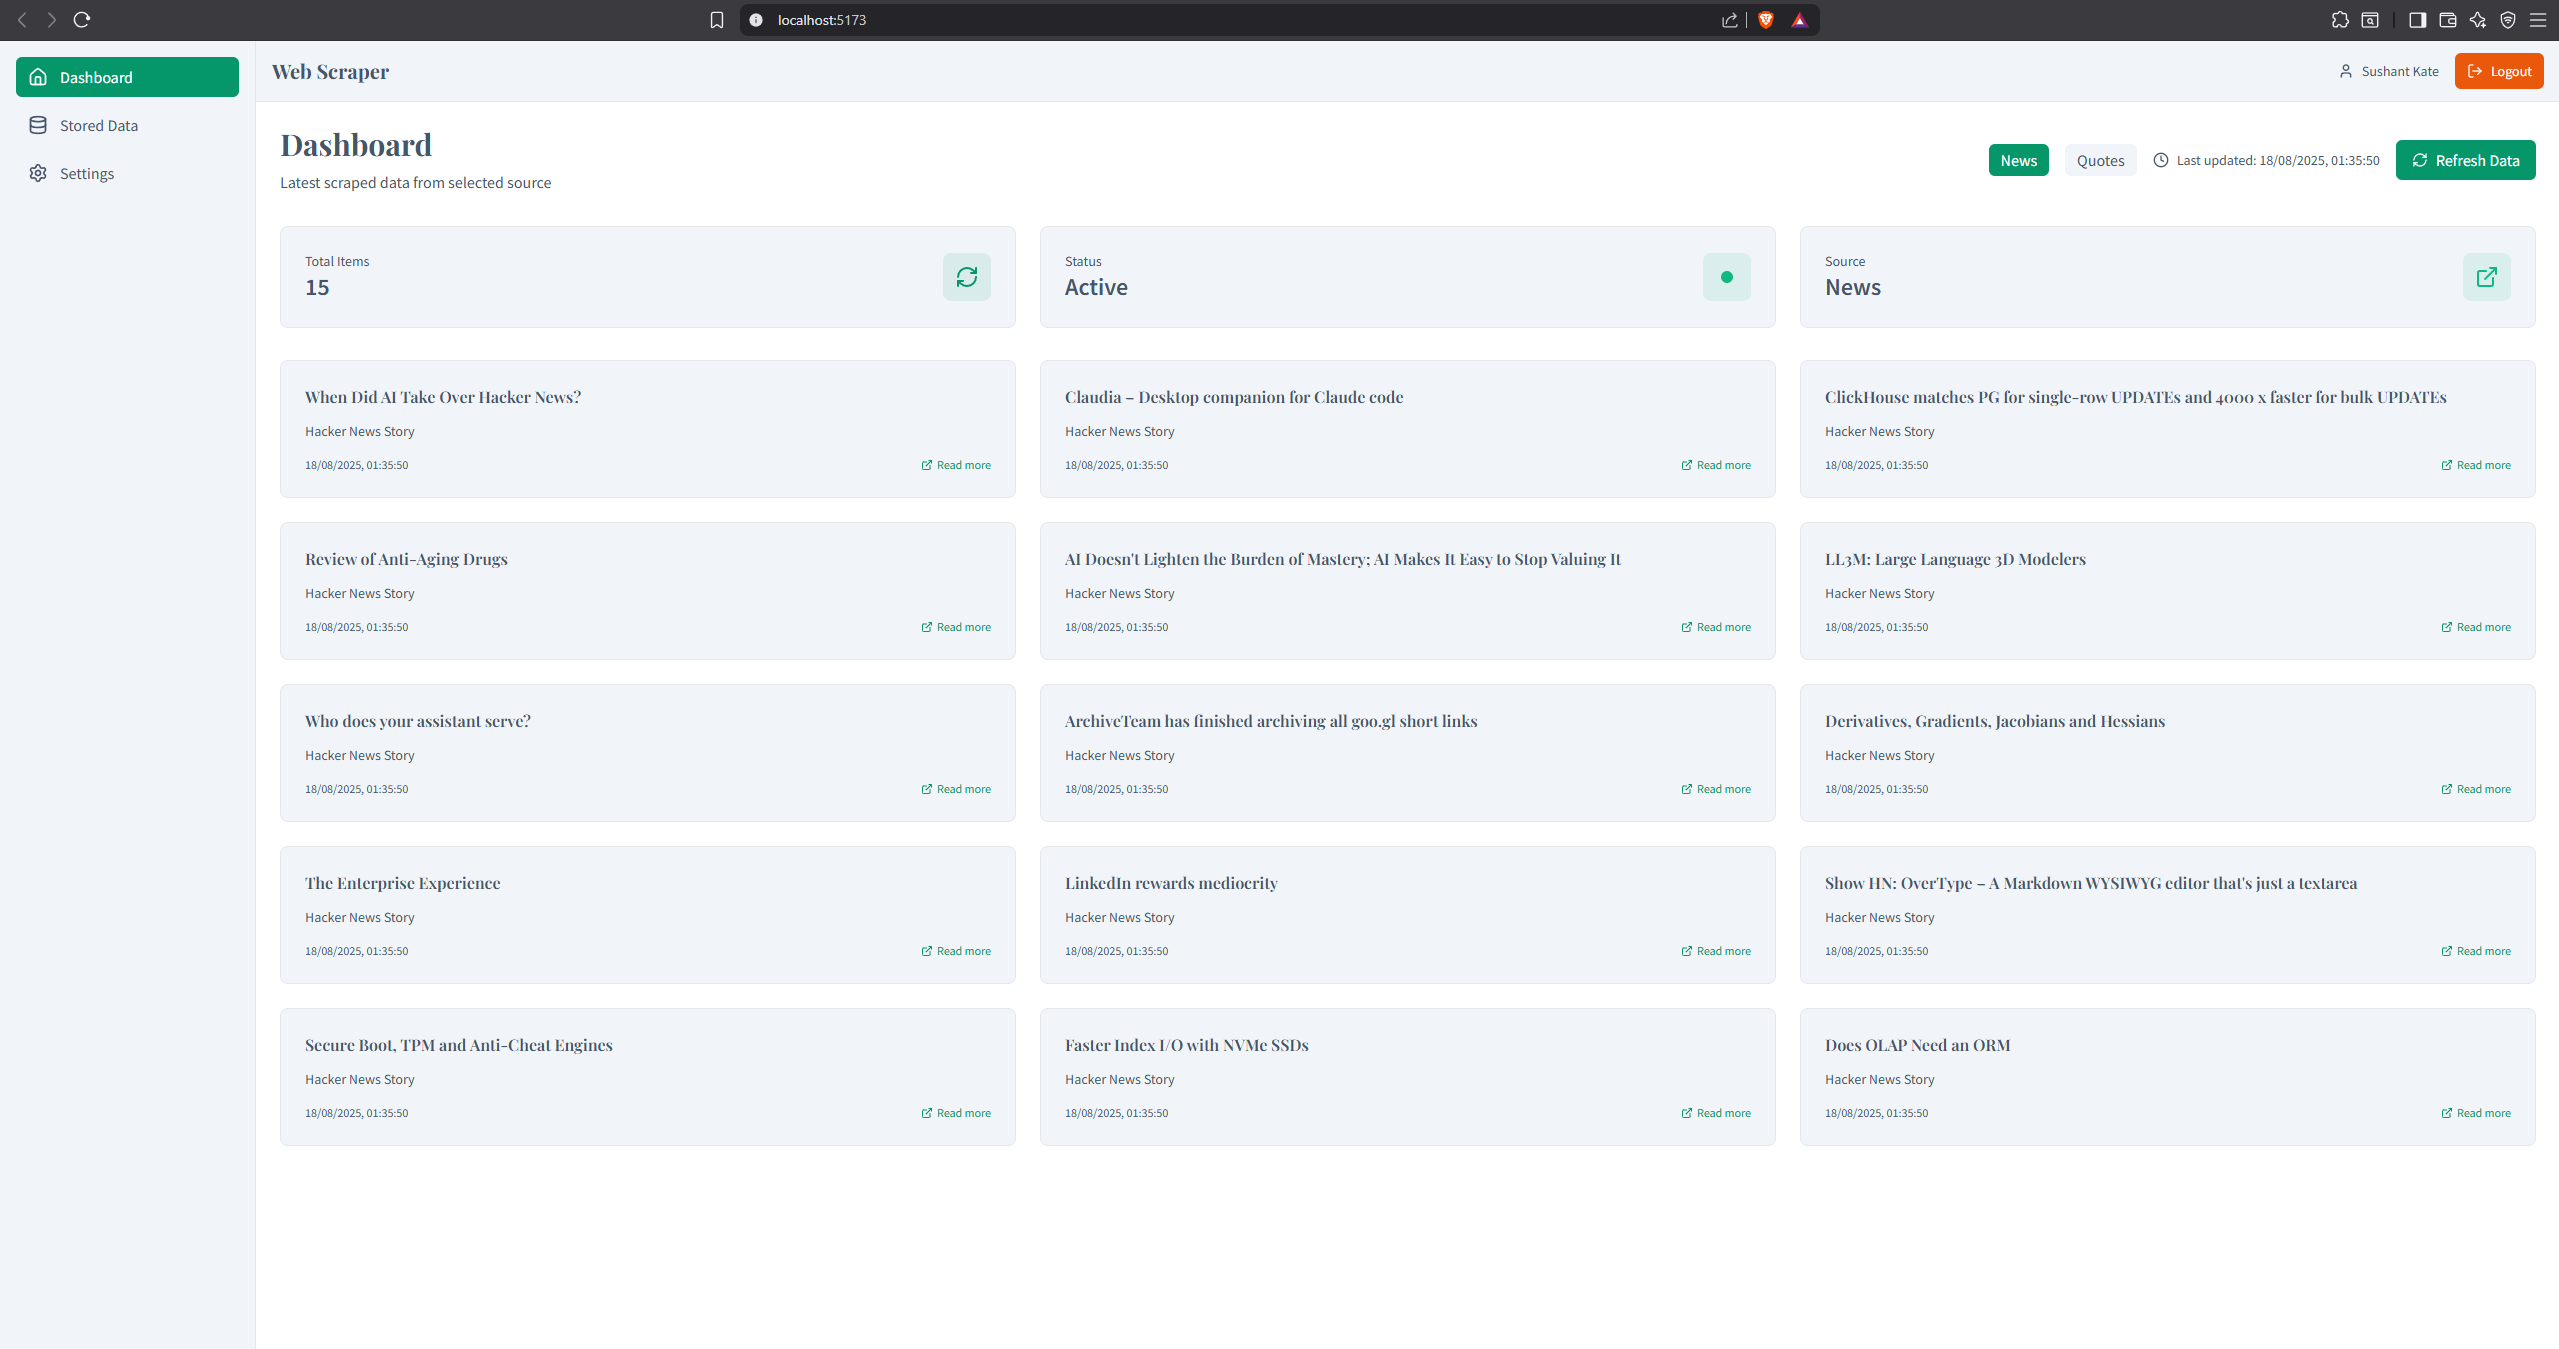 localhost:5173
Dashboard
Stored Data
Settings
Web Scraper
Sushant Kate
Logout
Dashboard
Latest scraped data from selected source
News
Quotes
Last updated: 18/08/2025, 01:35:50
Refresh Data
Total Items
15
Status
Active
Source
News
When Did AI Take Over Hacker News?
Hacker News Story
18/08/2025, 01:35:50
Read more
Claudia – Desktop companion for Claude code
Hacker News Story
18/08/2025, 01:35:50
Read more
ClickHouse matches PG for single-row UPDATEs and 4000 x faster for bulk UPDATEs
Hacker News Story
18/08/2025, 01:35:50
Read more
Review of Anti-Aging Drugs
Hacker News Story
18/08/2025, 01:35:50
Read more
AI Doesn't Lighten the Burden of Mastery; AI Makes It Easy to Stop Valuing It
Hacker News Story
18/08/2025, 01:35:50
Read more
LL3M: Large Language 3D Modelers
Hacker News Story
18/08/2025, 01:35:50
Read more
Who does your assistant serve?
Hacker News Story
18/08/2025, 01:35:50
Read more
ArchiveTeam has finished archiving all goo.gl short links
Hacker News Story
18/08/2025, 01:35:50
Read more
Derivatives, Gradients, Jacobians and Hessians
Hacker News Story
18/08/2025, 01:35:50
Read more
The Enterprise Experience
Hacker News Story
18/08/2025, 01:35:50
Read more
LinkedIn rewards mediocrity
Hacker News Story
18/08/2025, 01:35:50
Read more
Show HN: OverType – A Markdown WYSIWYG editor that's just a textarea
Hacker News Story
18/08/2025, 01:35:50
Read more
Secure Boot, TPM and Anti-Cheat Engines
Hacker News Story
18/08/2025, 01:35:50
Read more
Faster Index I/O with NVMe SSDs
Hacker News Story
18/08/2025, 01:35:50
Read more
Does OLAP Need an ORM
Hacker News Story
18/08/2025, 01:35:50
Read more